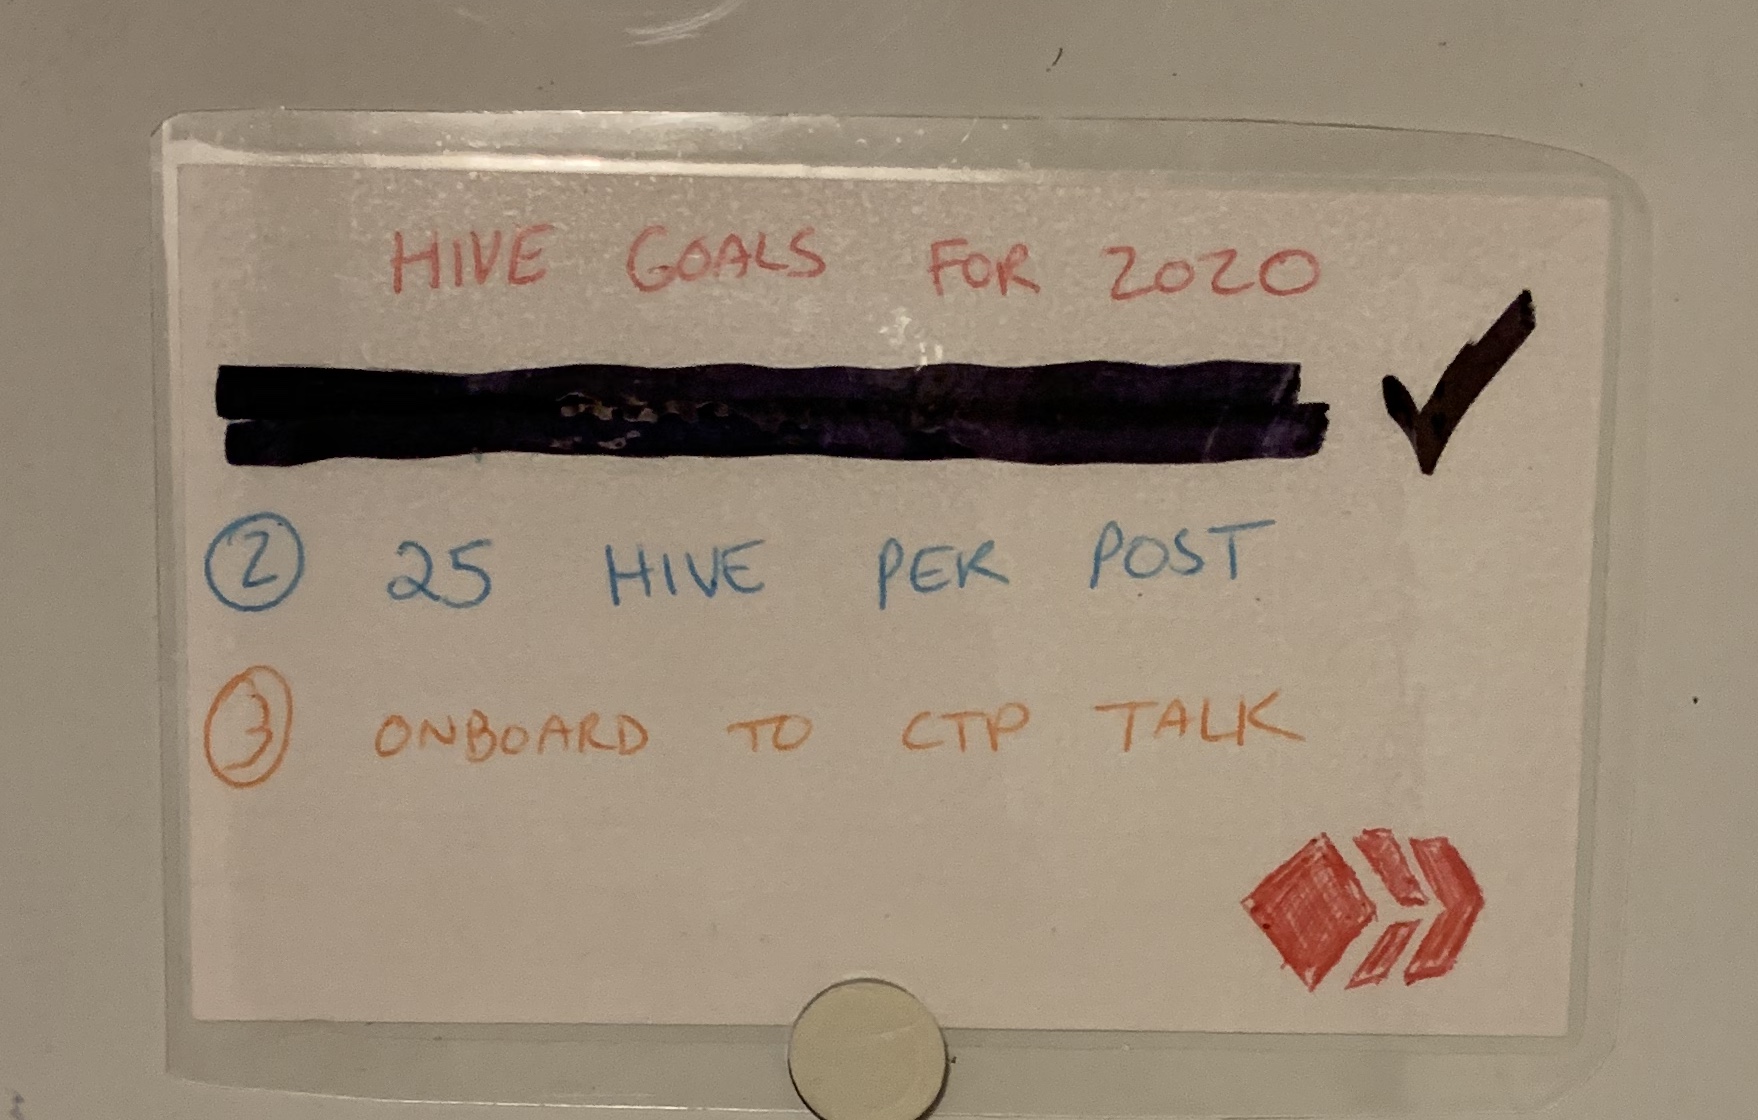 HIVE GOALS FOR 2020
② 25 HIVE PER POST
③ ONBOARD TO CTP TALK